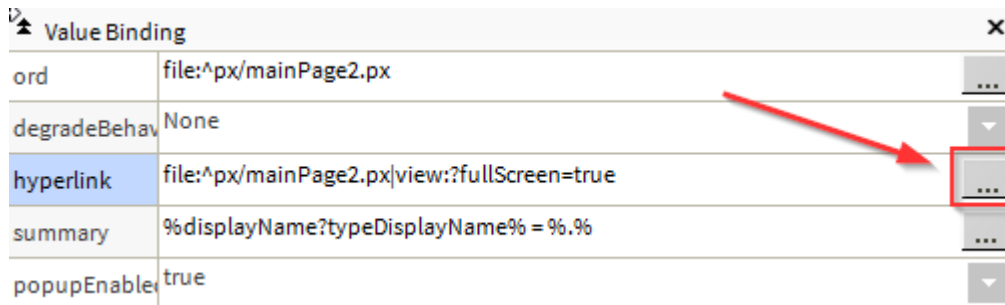 Value Binding
ord file:^px/mainPage2.px ...
degradeBehav None
hyperlink file:^px/mainPage2.px|view:?fullScreen=true ...
summary %displayName?typeDisplayName% = %.% ...
popupEnabled true